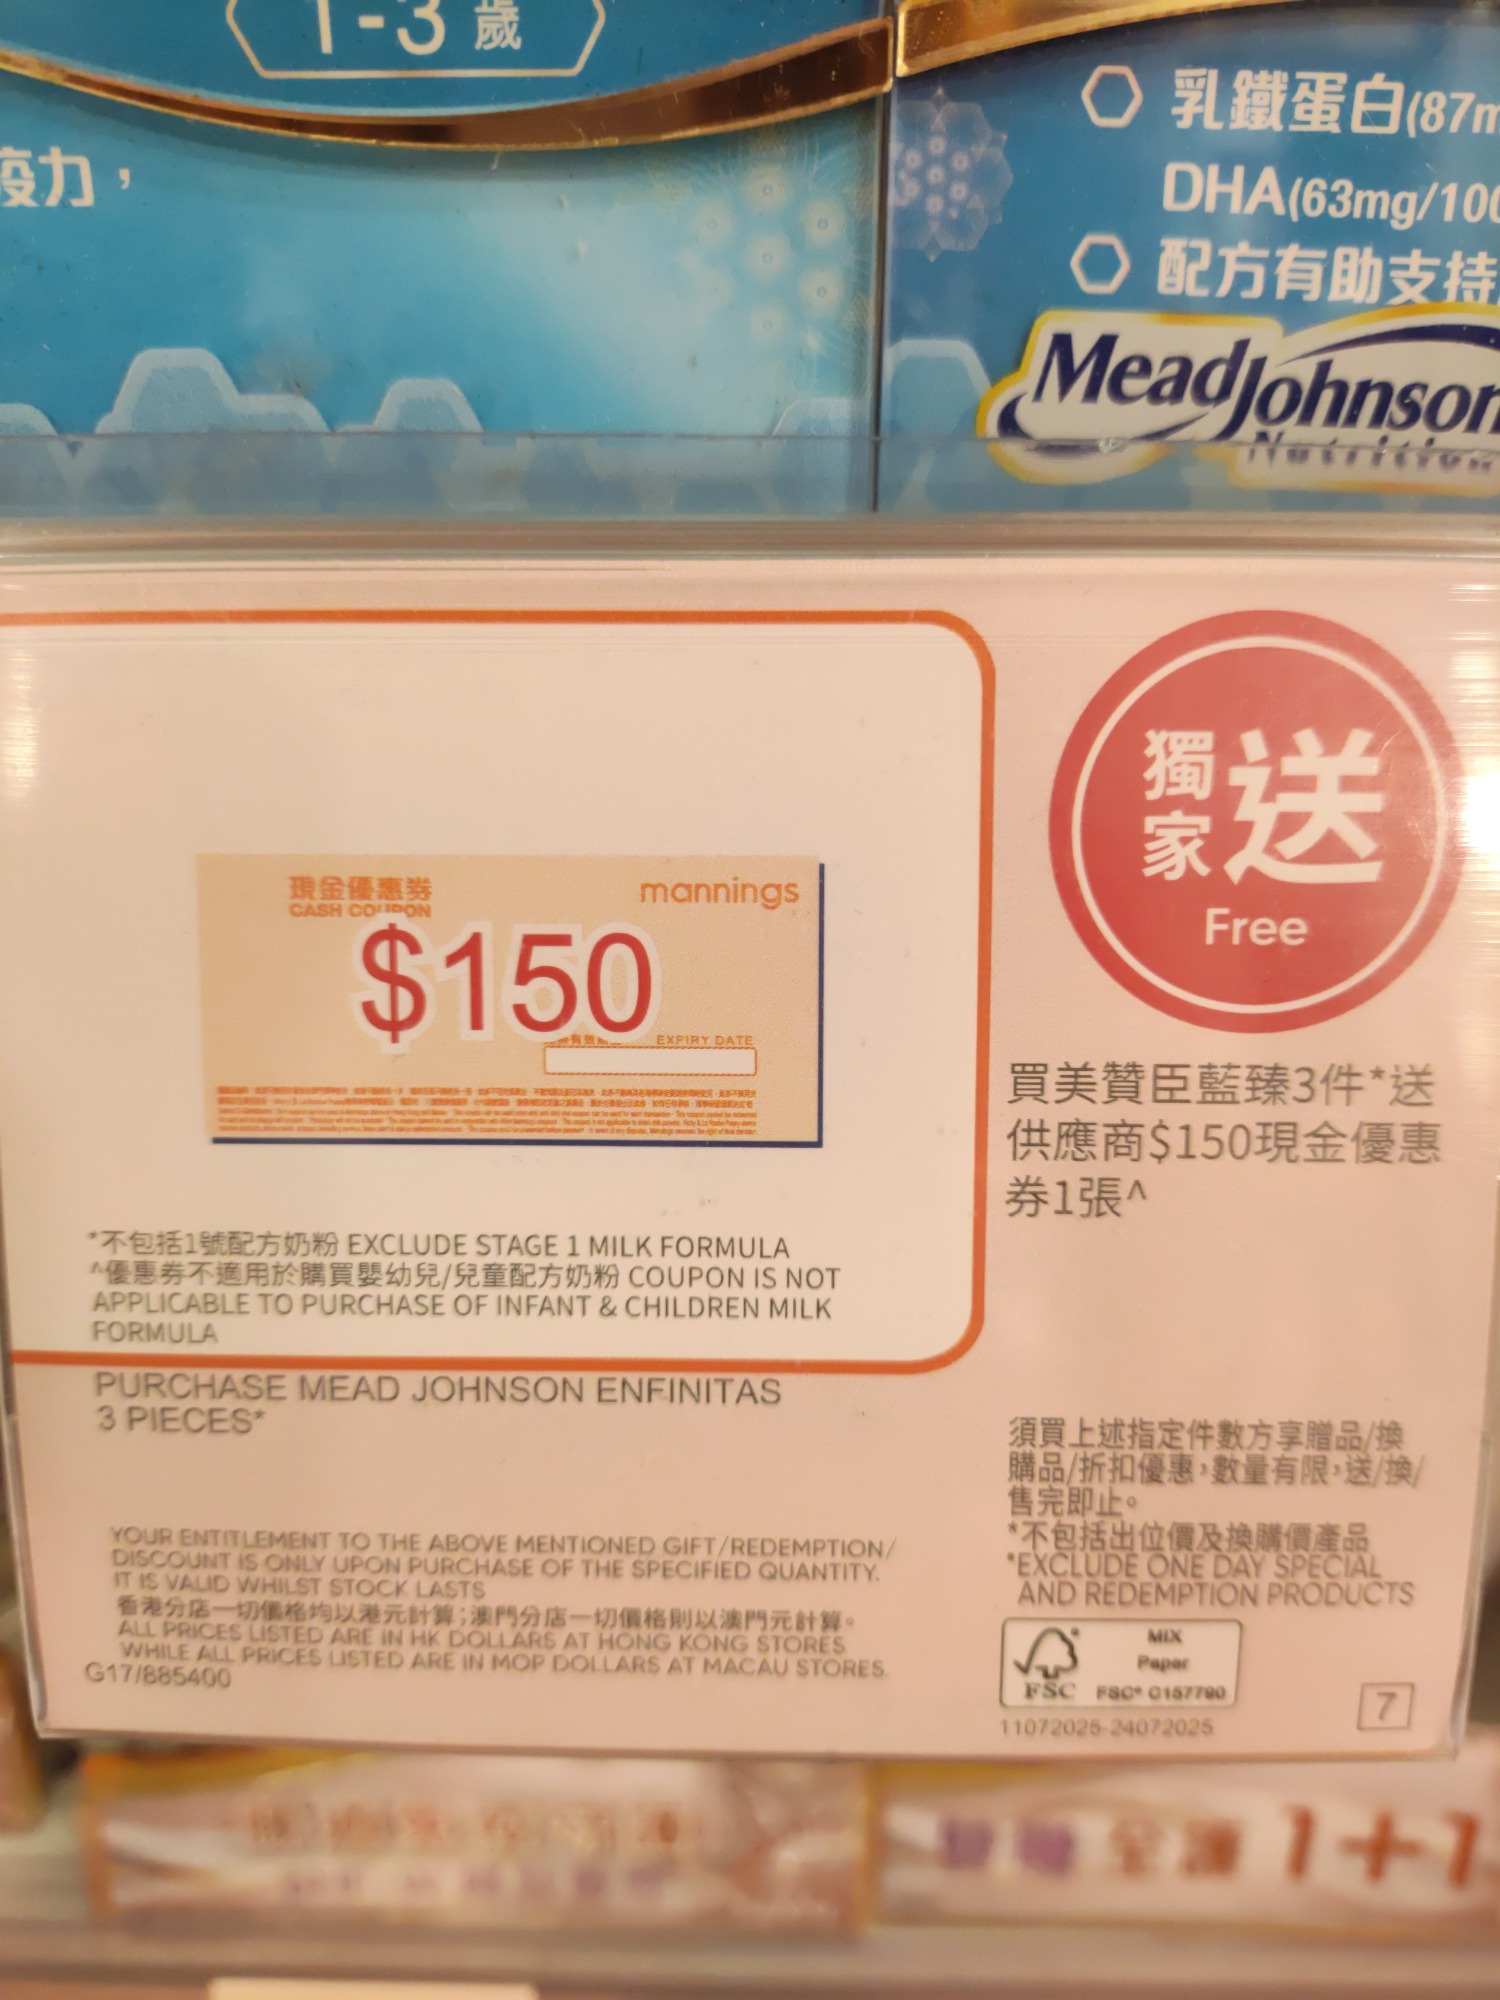 1-3 歲
疫力，
乳鐵蛋白(87m
DHA(63mg/100
配方有助支持
MeadJohnson
Nutrition
現金優惠券
CASH COUPON
mannings
$150
EXPIRY DATE
獨家送
Free
買美贊臣藍臻3件*送
供應商$150現金優惠
券1張^
*不包括1號配方奶粉 EXCLUDE STAGE 1 MILK FORMULA
^優惠券不適用於購買嬰幼兒/兒童配方奶粉 COUPON IS NOT
APPLICABLE TO PURCHASE OF INFANT & CHILDREN MILK
FORMULA
PURCHASE MEAD JOHNSON ENFINITAS
3 PIECES*
須買上述指定件數方享贈品/換
購品/折扣優惠，數量有限，送/換/
售完即止。
*不包括出位價及換購價產品
*EXCLUDE ONE DAY SPECIAL
AND REDEMPTION PRODUCTS
YOUR ENTITLEMENT TO THE ABOVE MENTIONED GIFT/REDEMPTION/
DISCOUNT IS ONLY UPON PURCHASE OF THE SPECIFIED QUANTITY.
IT IS VALID WHILST STOCK LASTS
香港分店一切價格均以港元計算；澳門分店一切價格則以澳門元計算。
ALL PRICES LISTED ARE IN HK DOLLARS AT HONG KONG STORES
WHILE ALL PRICES LISTED ARE IN MOP DOLLARS AT MACAU STORES.
G17/885400
FSC
MIX
Paper
FSC® C157790
11072025-24072025
7
1+1